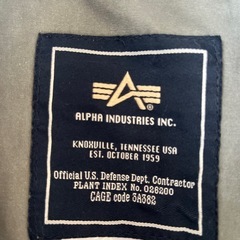 ALPHA INDUSTRIES INC.
KNOXVILLE, TENNESSEE USA
EST. OCTOBER 1959
Official U.S. Defense Dept. Contractor
PLANT INDEX No. 026200
CAGE code 3A382